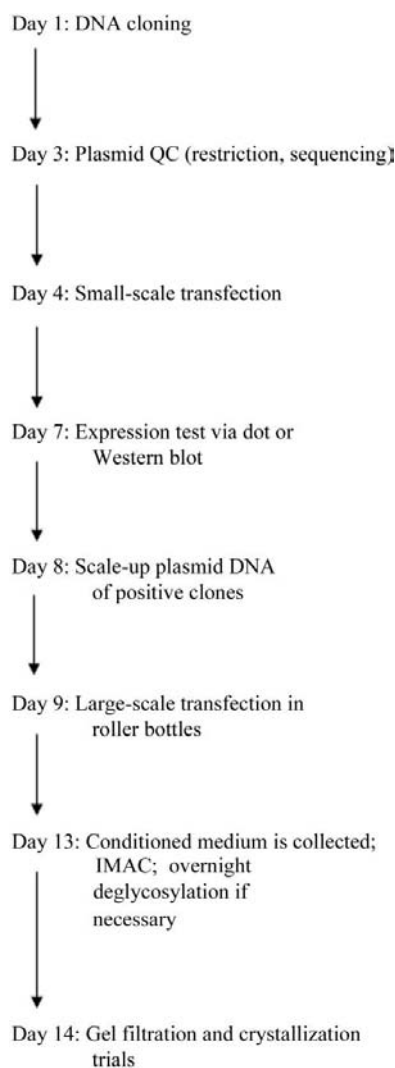 Day 1: DNA cloning
Day 3: Plasmid QC (restriction, sequencing)
Day 4: Small-scale transfection
Day 7: Expression test via dot or
Western blot
Day 8: Scale-up plasmid DNA
of positive clones
Day 9: Large-scale transfection in
roller bottles
Day 13: Conditioned medium is collected;
IMAC; overnight
deglycosylation if
necessary
Day 14: Gel filtration and crystallization
trials